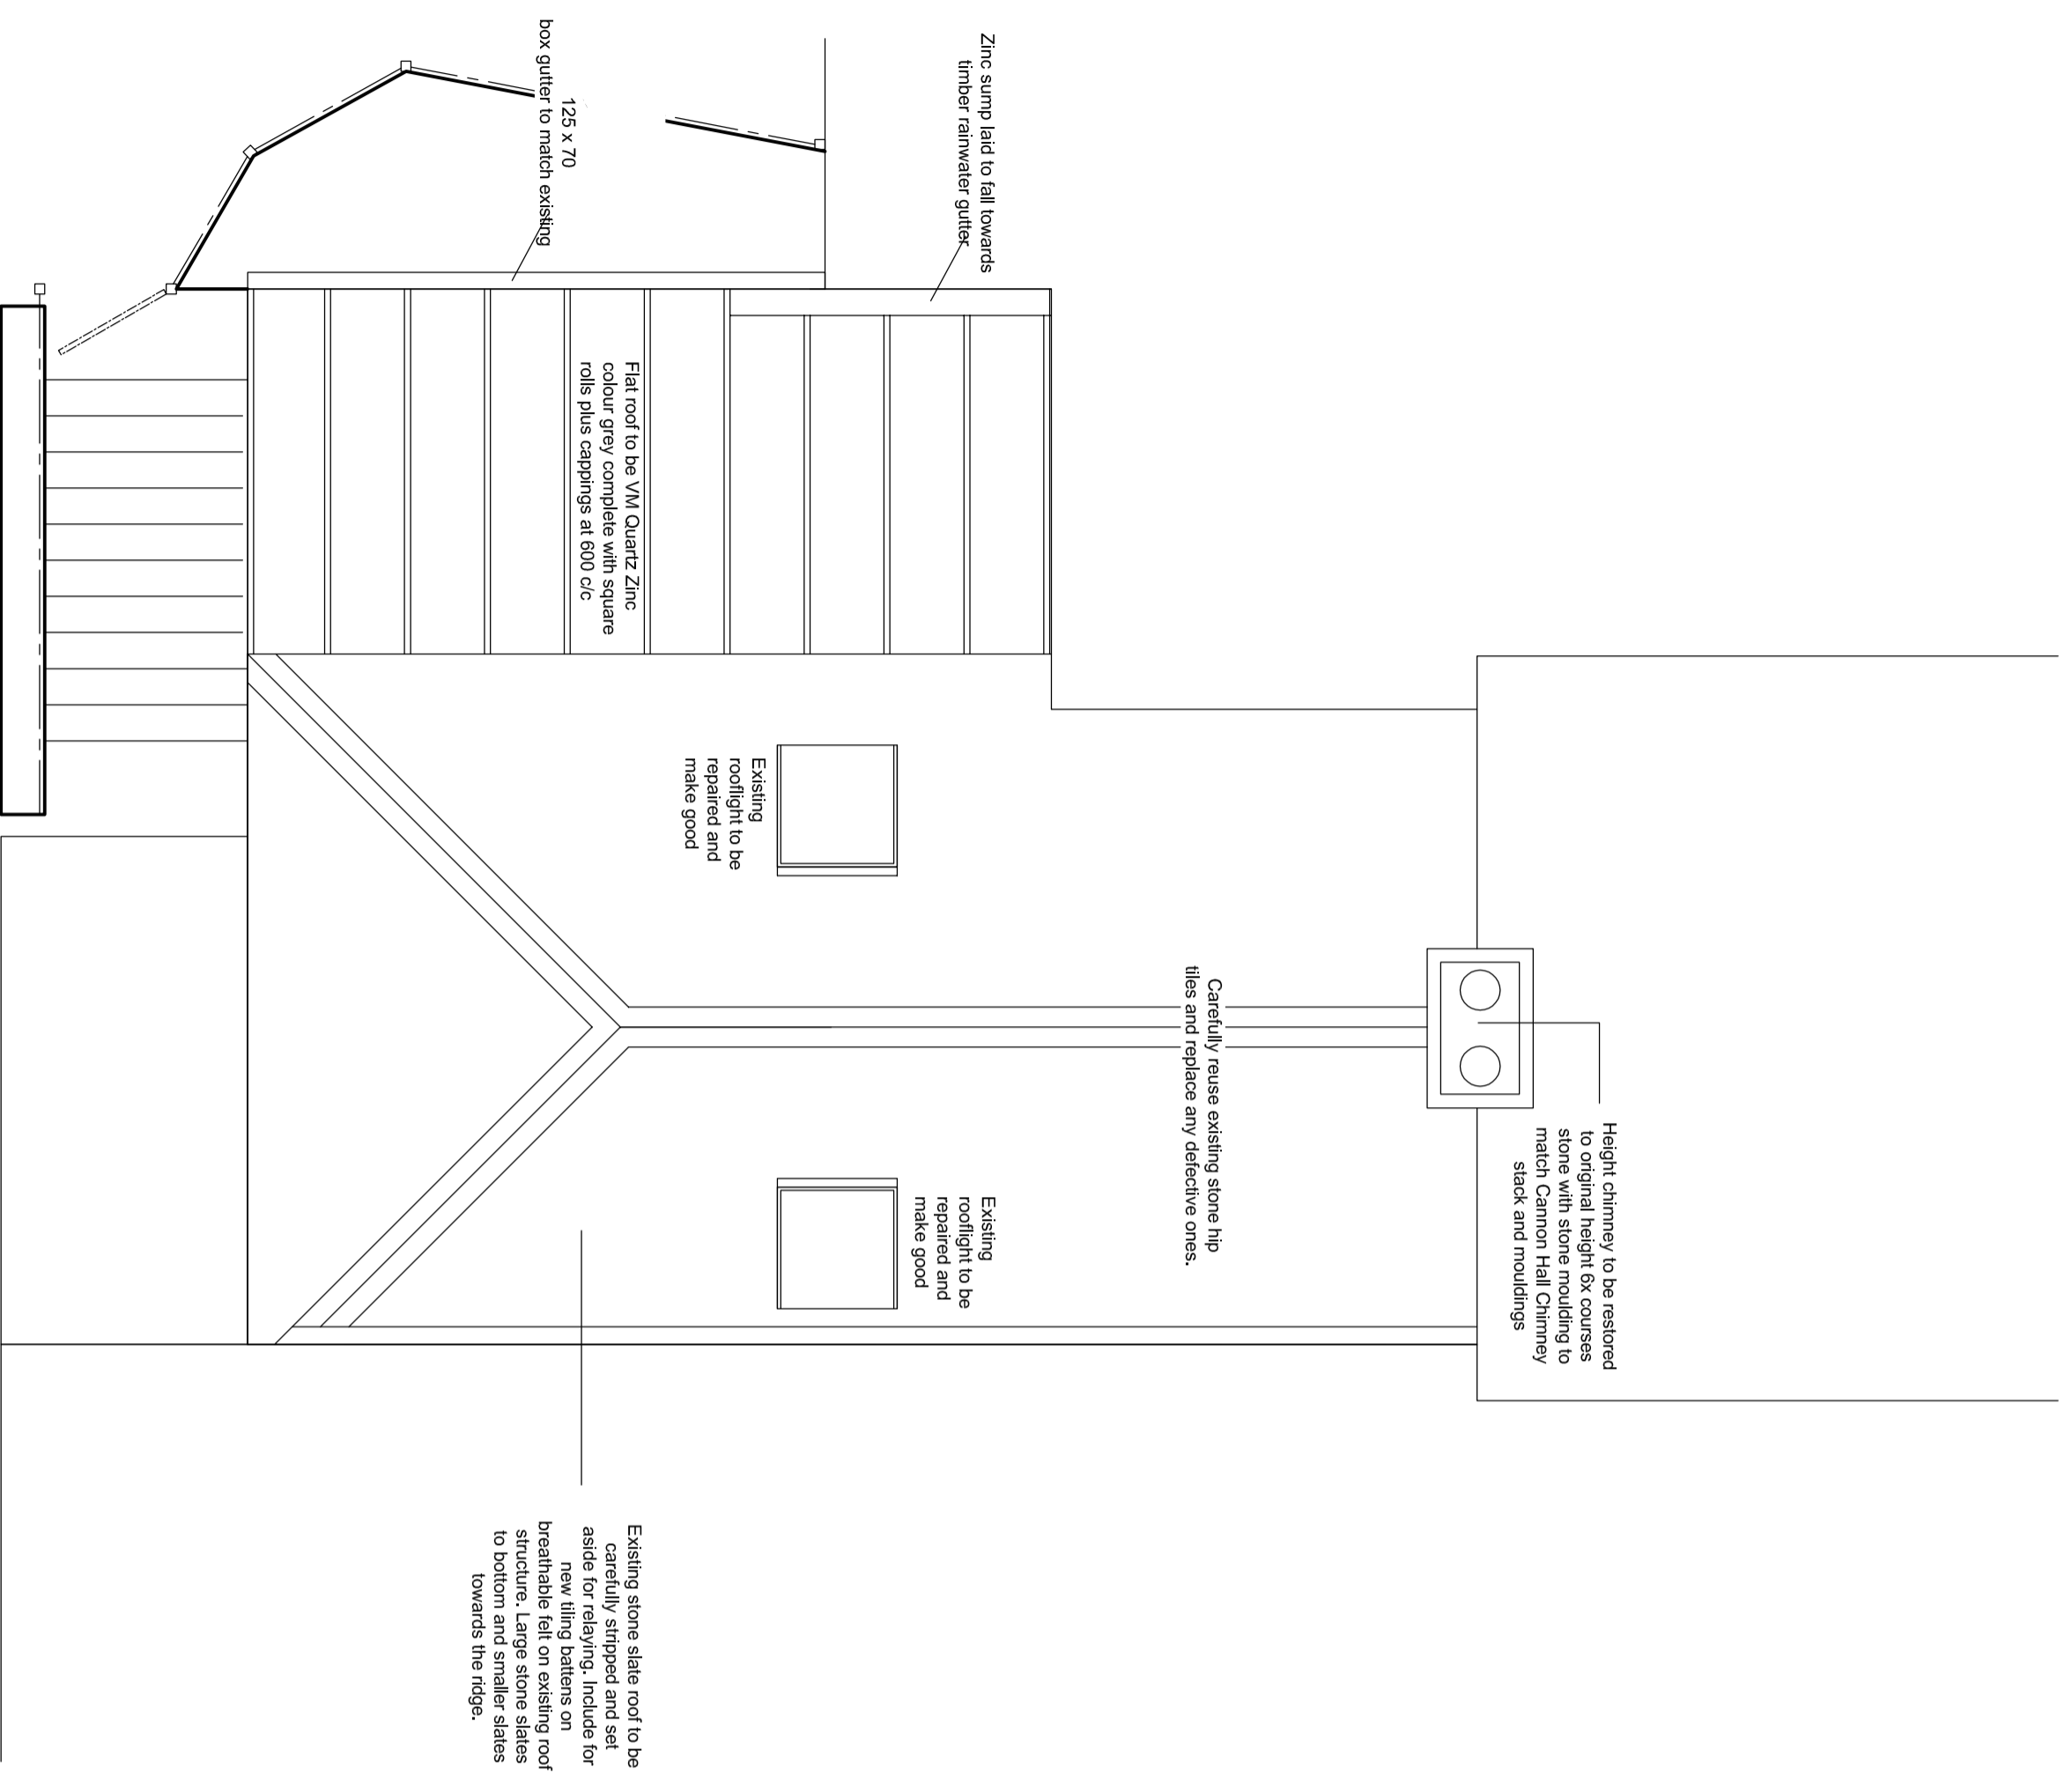 Zinc sump laid to fall towards
timber rainwater gutter
125 x 70
box gutter to match existing
Flat roof to be VM Quartz Zinc
colour grey complete with square
rolls plus cappings at 600 c/c
Existing
rooflight to be
repaired and
make good
Carefully reuse existing stone hip
tiles and replace any defective ones.
Height chimney to be restored
to original height 6x courses
stone with stone moulding to
match Cannon Hall Chimney
stack and mouldings
Existing
rooflight to be
repaired and
make good
Existing stone slate roof to be
carefully stripped and set
aside for relaying. Include for
new tiling battens on
breathable felt on existing roof
structure. Large stone slates
to bottom and smaller slates
towards the ridge.